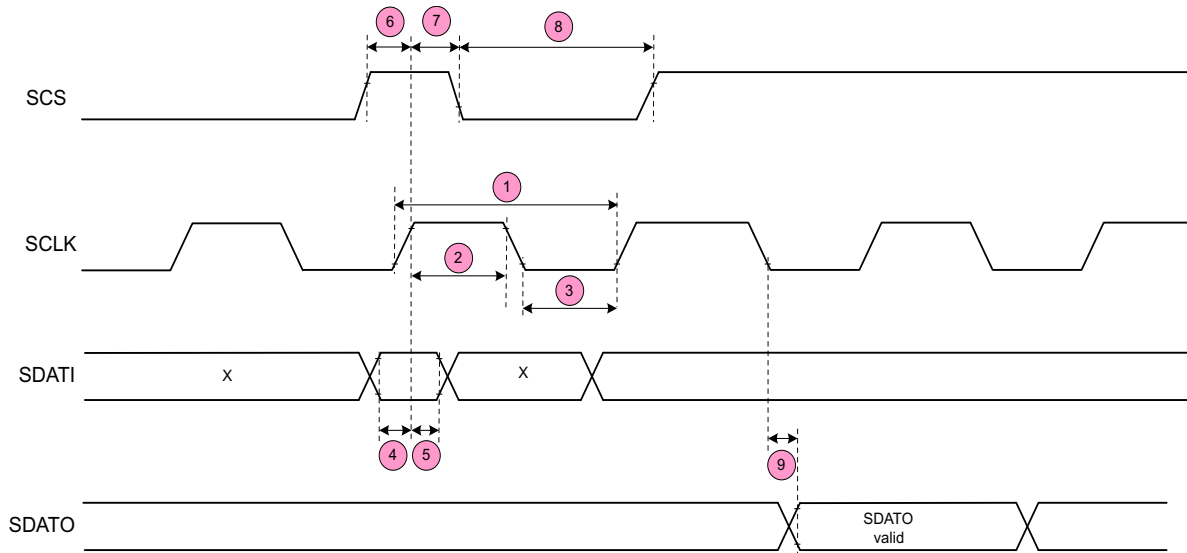 6 7 8
SCS
1
SCLK
2
3
SDATI X X
4 5 9
SDATO SDATO
valid